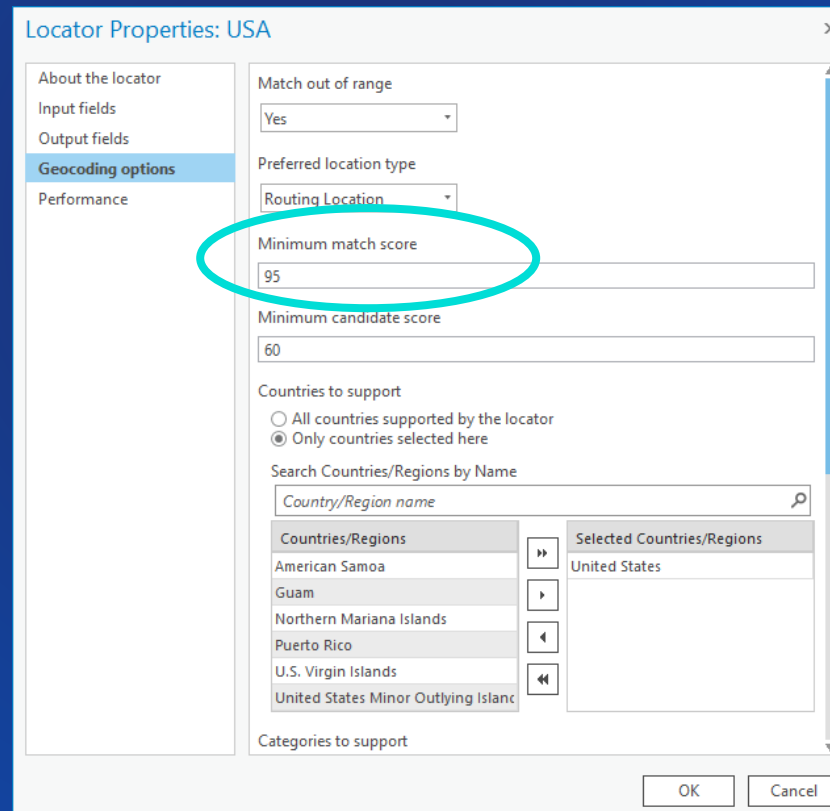 Locator Properties: USA
About the locator
Input fields
Output fields
Geocoding options
Performance
Match out of range
Yes
Preferred location type
Routing Location
Minimum match score
95
Minimum candidate score
60
Countries to support
All countries supported by the locator
Only countries selected here
Search Countries/Regions by Name
Country/Region name
Countries/Regions
American Samoa
Guam
Northern Mariana Islands
Puerto Rico
U.S. Virgin Islands
United States Minor Outlying Islanc
Selected Countries/Regions
United States
Categories to support
OK
Cancel